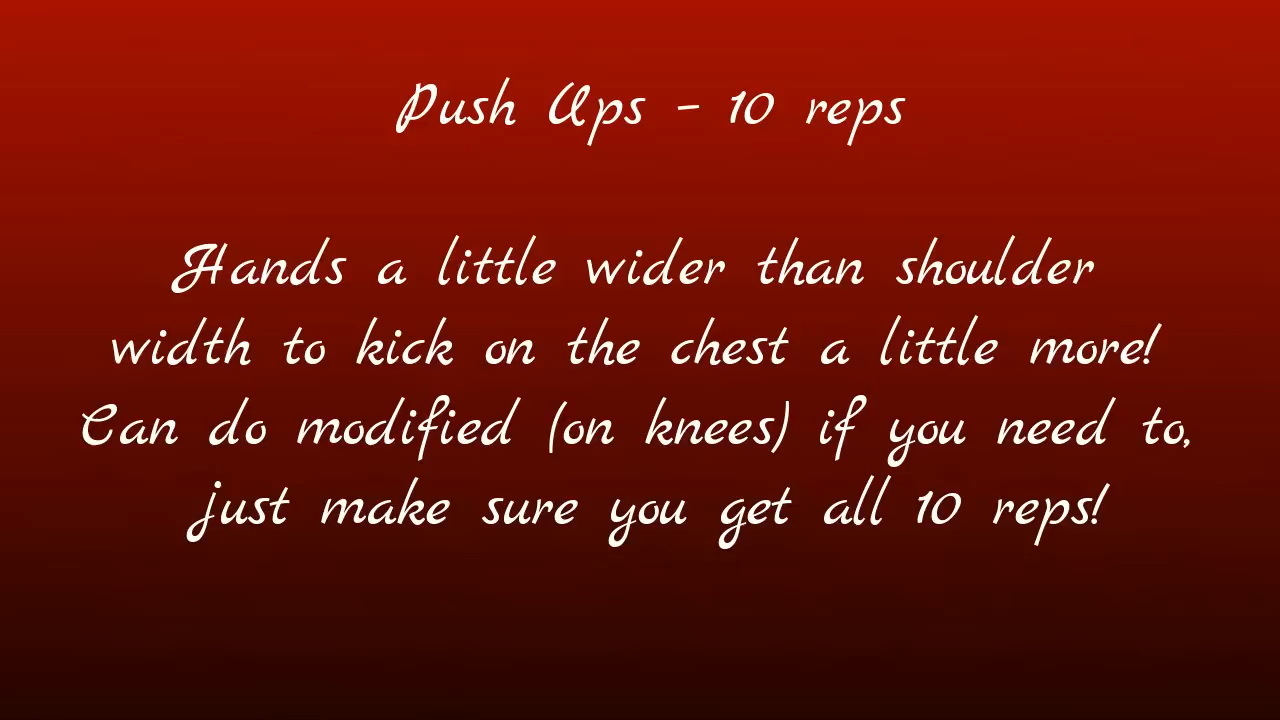 Push Ups - 10 reps
Hands a little wider than shoulder
width to kick on the chest a little more!
Can do modified (on knees) if you need to,
just make sure you get all 10 reps!